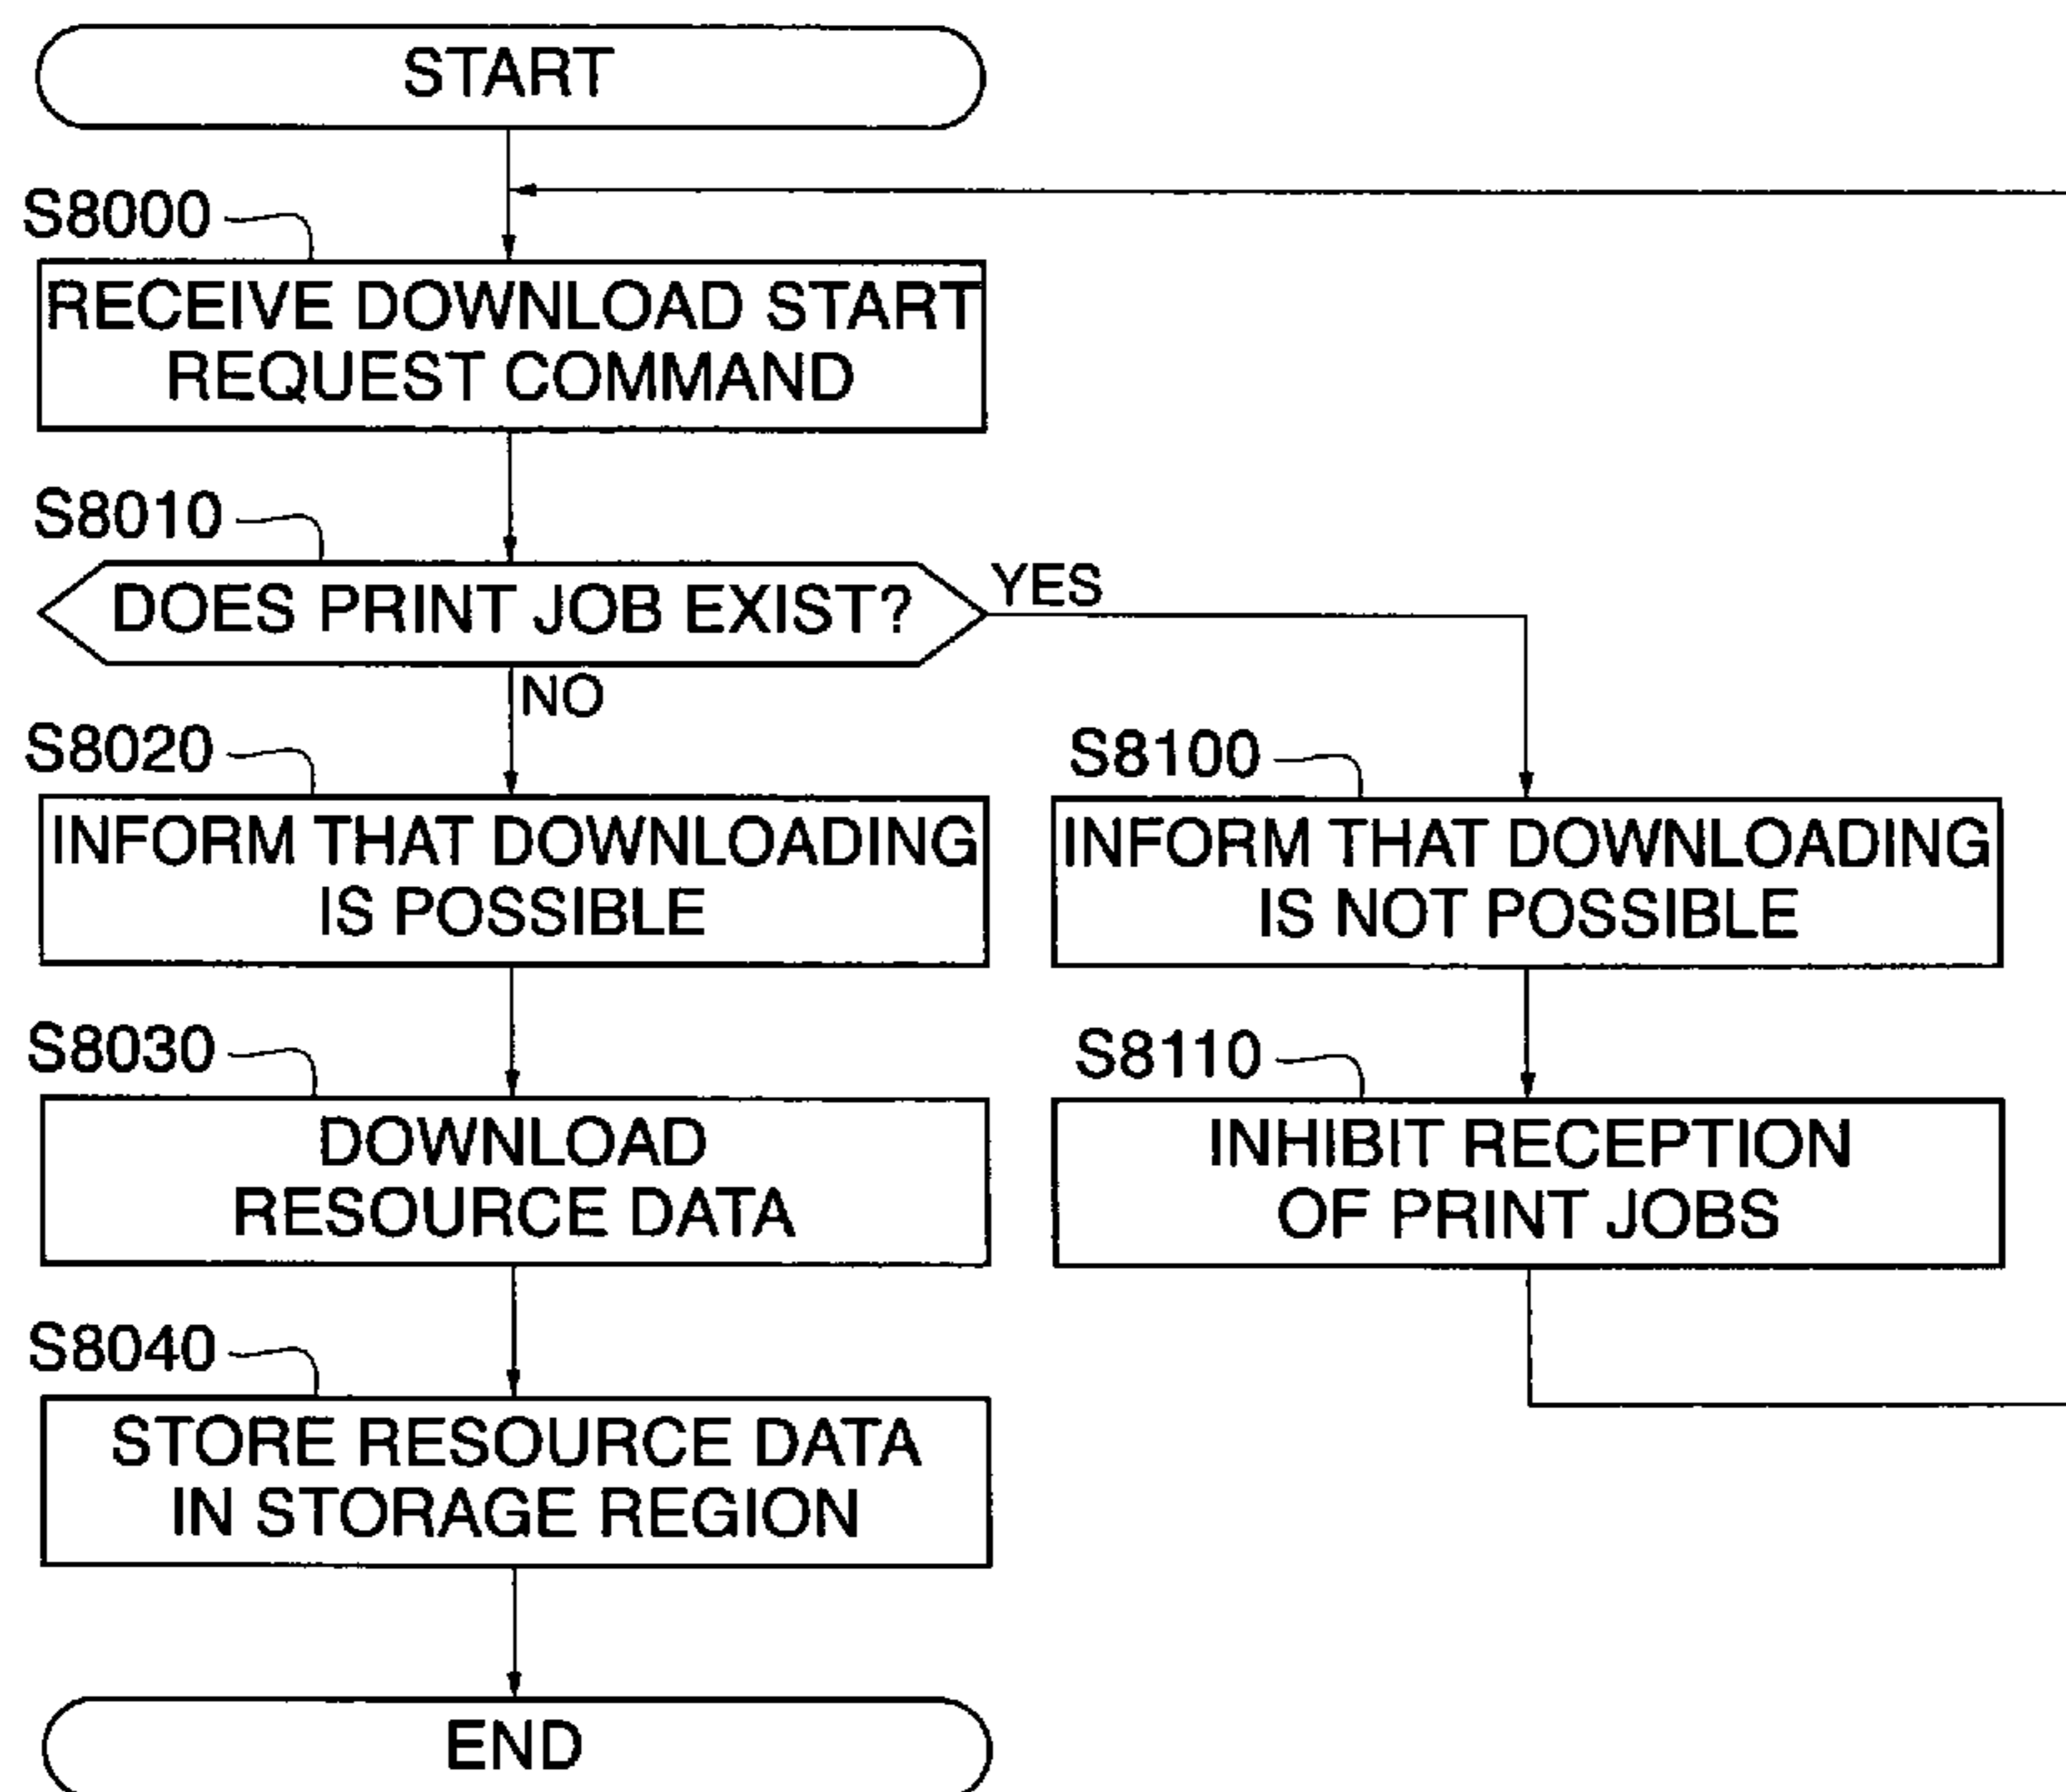 START
S8000
RECEIVE DOWNLOAD START
REQUEST COMMAND
S8010
DOES PRINT JOB EXIST?
YES
NO
S8020
INFORM THAT DOWNLOADING
IS POSSIBLE
S8100
INFORM THAT DOWNLOADING
IS NOT POSSIBLE
S8030
DOWNLOAD
RESOURCE DATA
S8110
INHIBIT RECEPTION
OF PRINT JOBS
S8040
STORE RESOURCE DATA
IN STORAGE REGION
END